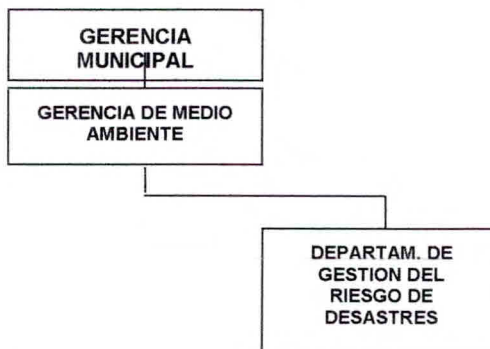 GERENCIA
MUNICIPAL
GERENCIA DE MEDIO
AMBIENTE
DEPARTAM. DE
GESTION DEL
RIESGO DE
DESASTRES